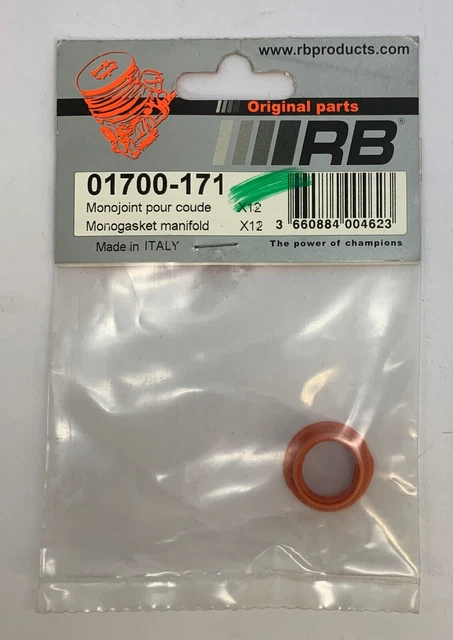 www.rbproducts.com
Original parts
RB®
01700-171
Monojoint pour coude X12
Monogasket manifold X12
3 660884 004623
Made in ITALY
The power of champions